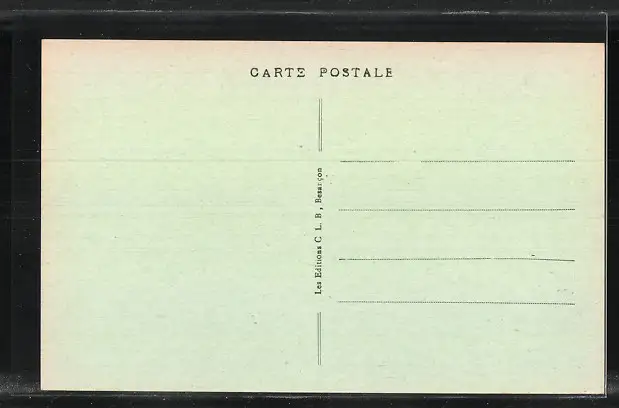 CARTE POSTALE
Les Editions C. L. B., Besançon